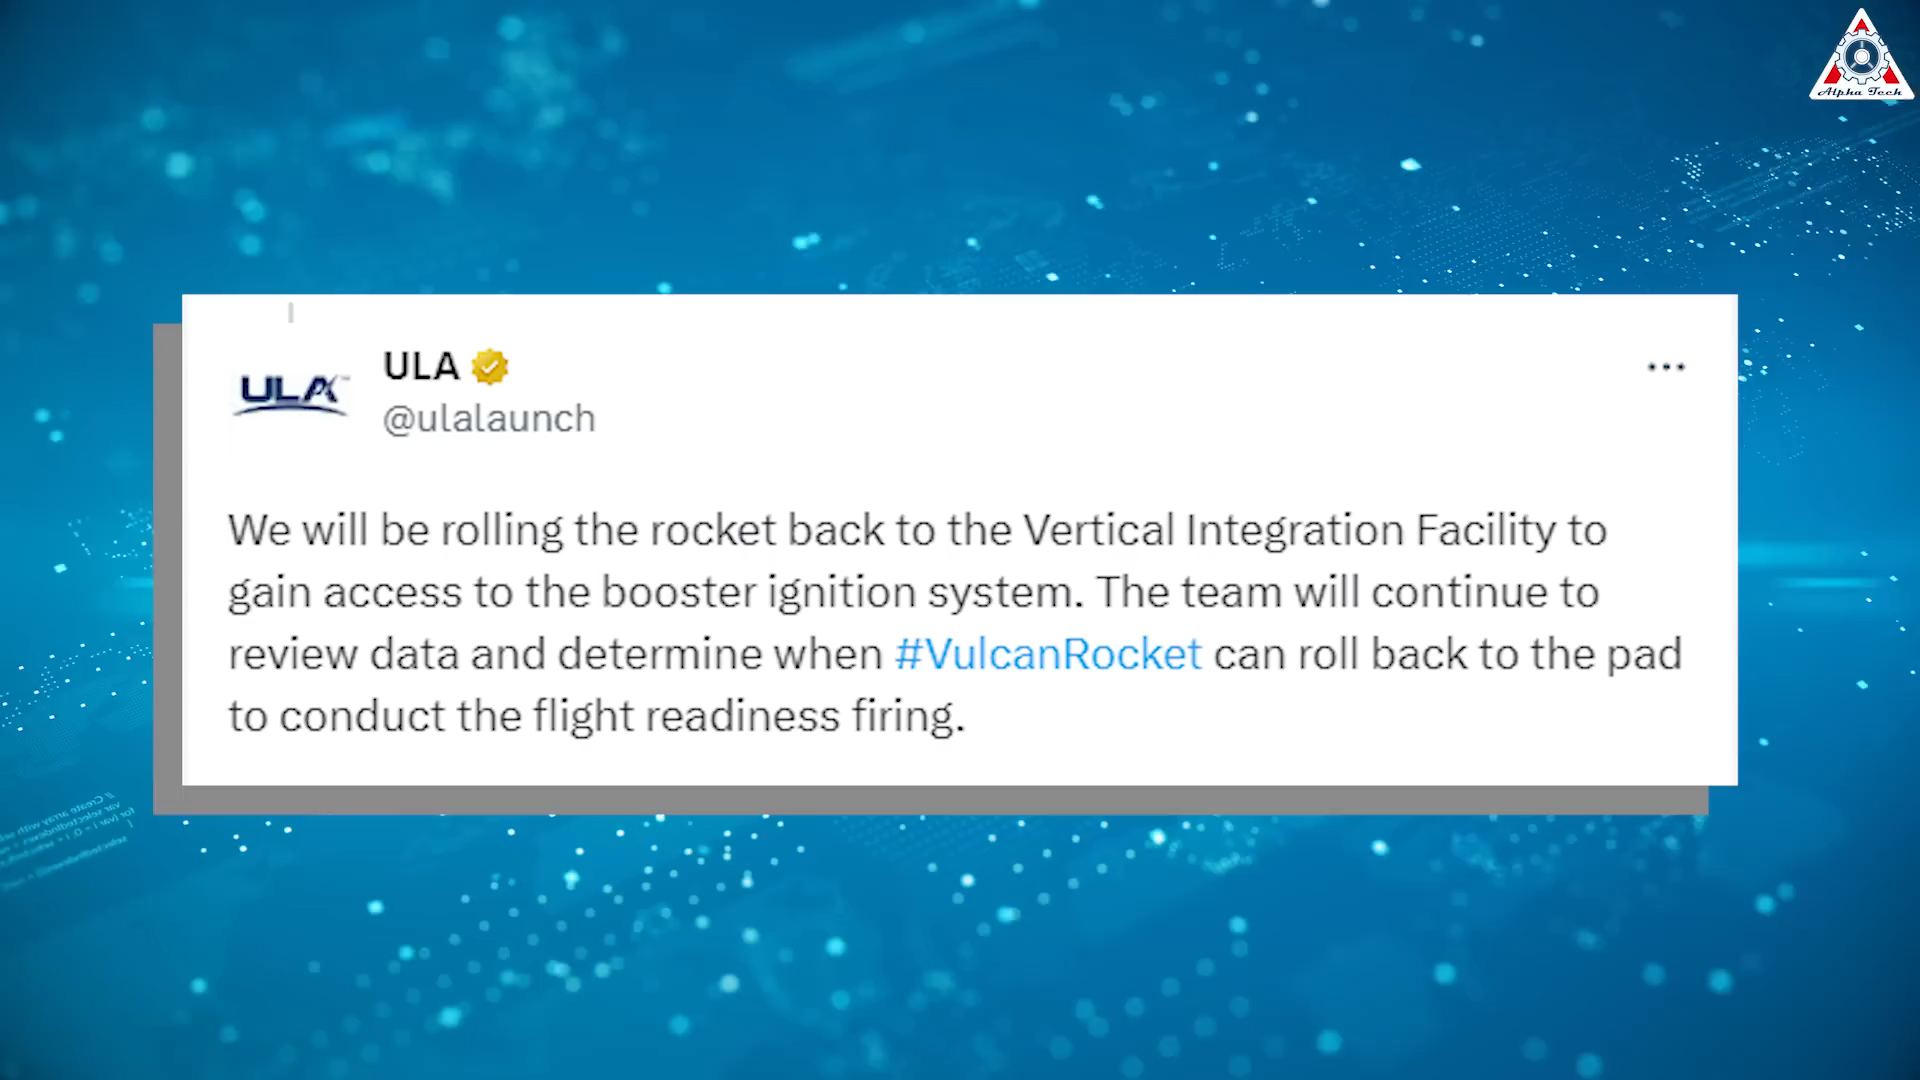 Alpha Tech
ULA
ULA
@ulalaunch
We will be rolling the rocket back to the Vertical Integration Facility to
gain access to the booster ignition system. The team will continue to
review data and determine when #VulcanRocket can roll back to the pad
to conduct the flight readiness firing.